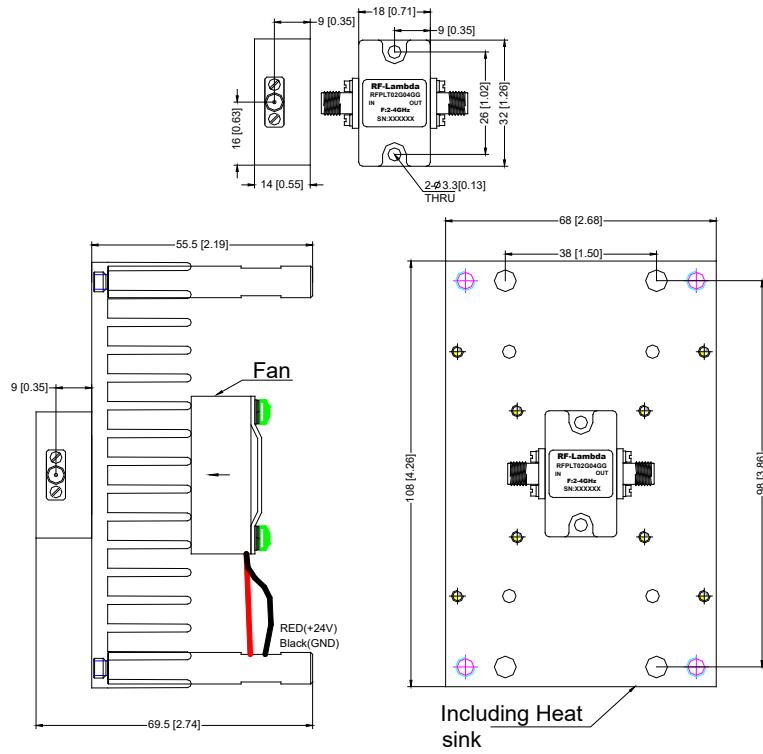 18 [0.71]
9 [0.35]
9 [0.35]
RF-Lambda
RFPLT02G04GG
IN OUT
F:2-4GHz
SN:XXXXXX
16 [0.63]
26 [1.02]
32 [1.26]
14 [0.55]
2-Ø3.3[0.13]
THRU
55.5 [2.19]
68 [2.68]
38 [1.50]
Fan
9 [0.35]
RF-Lambda
RFPLT02G04GG
IN OUT
F:2-4GHz
SN:XXXXXX
108 [4.26]
98 [3.86]
RED(+24V)
Black(GND)
69.5 [2.74]
Including Heat
sink